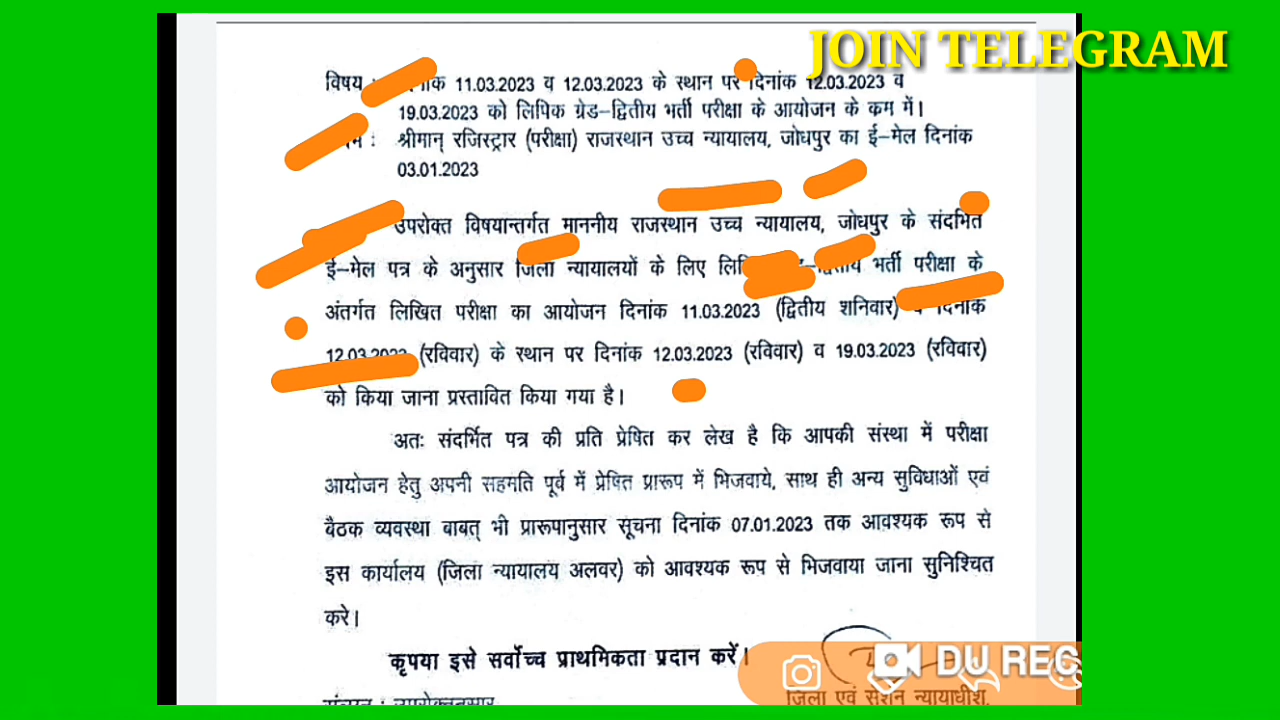 JOIN TELEGRAM
विषय : दिनांक 11.03.2023 व 12.03.2023 के स्थान पर दिनांक 12.03.2023 व
19.03.2023 को लिपिक ग्रेड–द्वितीय भर्ती परीक्षा के आयोजन के कम में।
: श्रीमान् रजिस्ट्रार (परीक्षा) राजस्थान उच्च न्यायालय, जोधपुर का ई–मेल दिनांक
03.01.2023
उपरोक्त विषयान्तर्गत माननीय राजस्थान उच्च न्यायालय, जोधपुर के संदर्भित
ई–मेल पत्र के अनुसार जिला न्यायालयों के लिए द्वितीय भर्ती परीक्षा के
अंतर्गत लिखित परीक्षा का आयोजन दिनांक 11.03.2023 (द्वितीय शनिवार) व दिनांक
12.03.2023 (रविवार) के स्थान पर दिनांक 12.03.2023 (रविवार) व 19.03.2023 (रविवार)
को किया जाना प्रस्तावित किया गया है।
अतः संदर्भित पत्र की प्रति प्रेषित कर लेख है कि आपकी संस्था में परीक्षा
आयोजन हेतु अपनी सहमति पूर्व में प्रेषित प्रारूप में भिजवाये, साथ ही अन्य सुविधाओं एवं
बैठक व्यवस्था बाबत् भी प्रारूपानुसार सूचना दिनांक 07.01.2023 तक आवश्यक रूप से
इस कार्यालय (जिला न्यायालय अलवर) को आवश्यक रूप से भिजवाया जाना सुनिश्चित
करे।
कृपया इसे सर्वोच्च प्राथमिकता प्रदान करें।
DU REC
संलग्न : उपरोक्तनुसार
जिला एवं सेशन न्यायाधीश,